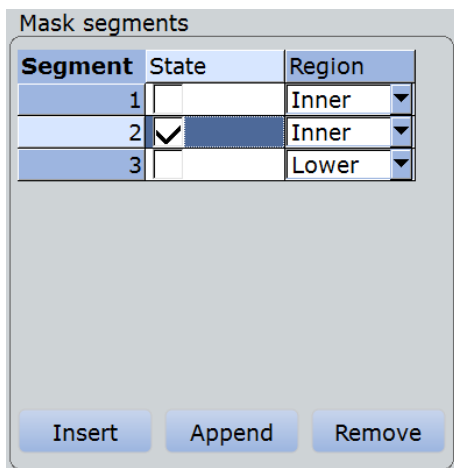 Mask segments
Segment State Region
1 Inner
2 Inner
3 Lower
Insert Append Remove